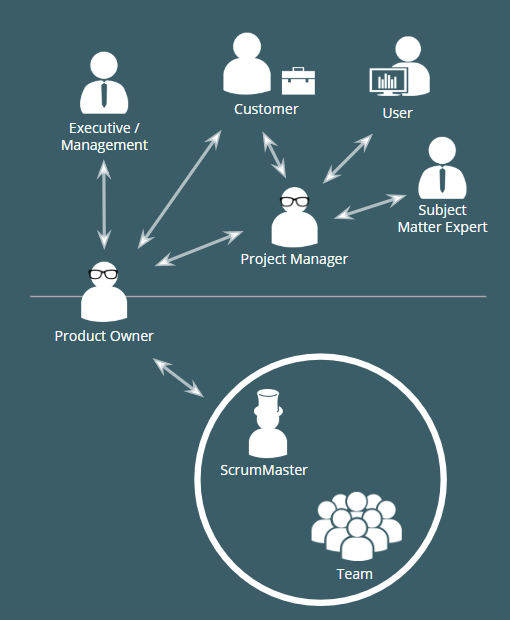 Customer
User
Executive /
Management
Subject
Matter Expert
Project Manager
Product Owner
ScrumMaster
Team